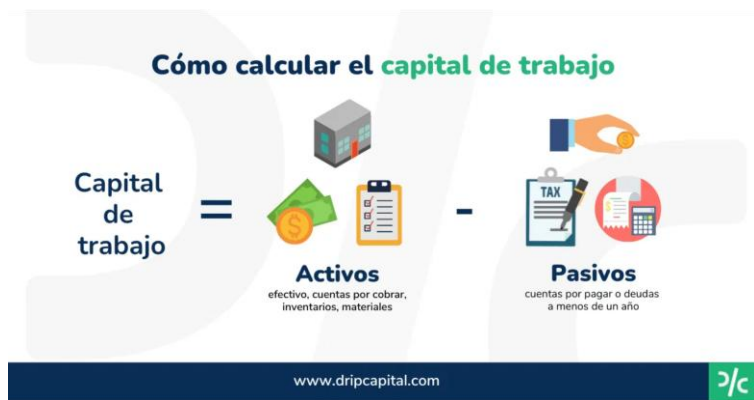 Cómo calcular el capital de trabajo
Capital
de
trabajo
=
-
TAX
Activos
efectivo, cuentas por cobrar,
inventarios, materiales
Pasivos
cuentas por pagar o deudas
a menos de un año
www.dripcapital.com